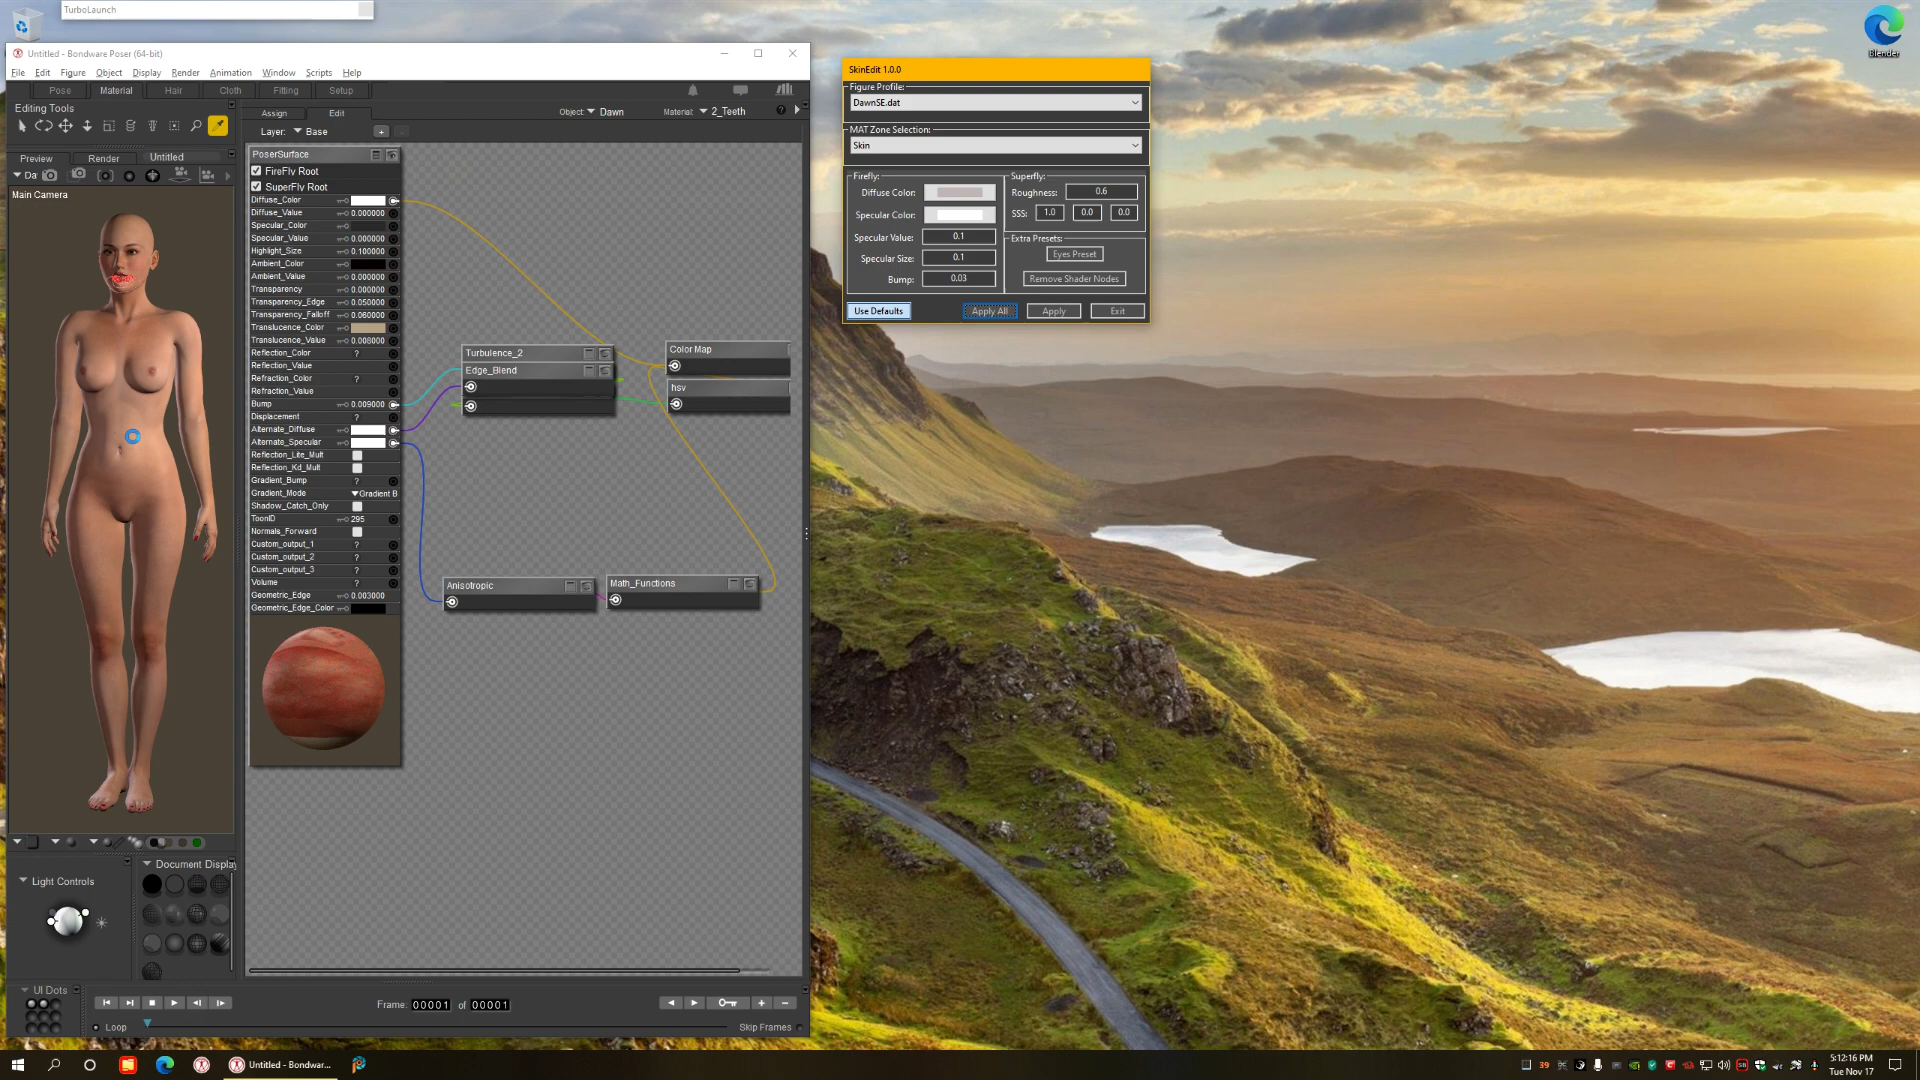 TurboLaunch
Blender
Untitled - Bondware Poser (64-bit)
File Edit Figure Object Display Render Animation Window Scripts Help
Pose Material Hair Cloth Fitting Setup
Editing Tools
Assign Edit
Object: Dawn Material: 2_Teeth
Layer: Base
Preview Render Untitled
Da
Main Camera
PoserSurface
FireFly Root
SuperFly Root
Diffuse_Color
Diffuse_Value 0.000000
Specular_Color
Specular_Value 0.000000
Highlight_Size 0.100000
Ambient_Color
Ambient_Value 0.000000
Transparency 0.000000
Transparency_Edge 0.050000
Transparency_Falloff 0.060000
Translucence_Color
Translucence_Value 0.008000
Reflection_Color ?
Reflection_Value
Refraction_Color ?
Refraction_Value
Bump 0.009000
Displacement ?
Alternate_Diffuse
Alternate_Specular
Reflection_Lite_Mult
Reflection_Kd_Mult
Gradient_Bump ?
Gradient_Mode Gradient B
Shadow_Catch_Only
ToonID 295
Normals_Forward
Custom_output_1 ?
Custom_output_2 ?
Custom_output_3 ?
Volume ?
Geometric_Edge 0.003000
Geometric_Edge_Color
Turbulence_2
Edge_Blend
Color Map
hsv
Anisotropic
Math_Functions
SkinEdit 1.0.0
Figure Profile:
DawnSE.dat
MAT Zone Selection:
Skin
Firefly:
Diffuse Color:
Specular Color:
Specular Value: 0.1
Specular Size: 0.1
Bump: 0.03
Superfly:
Roughness: 0.6
SSS: 1.0 0.0 0.0
Extra Presets:
Eyes Preset
Remove Shader Nodes
Use Defaults Apply All Apply Exit
Light Controls
Document Display
UI Dots
Frame: 00001 of 00001
Loop
Skip Frames
Untitled - Bondwar...
39
5:12:16 PM
Tue Nov 17